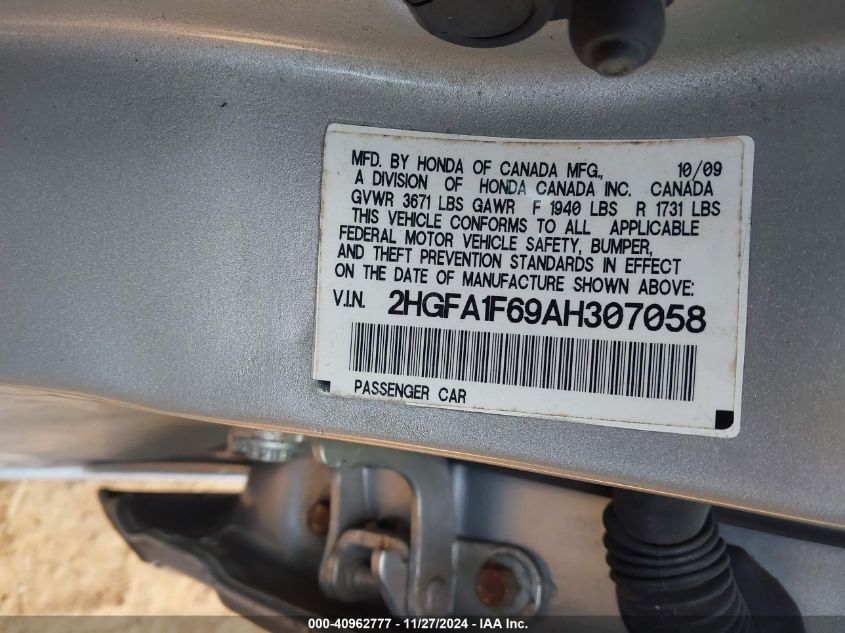 MFD. BY HONDA OF CANADA MFG., 10/09
A DIVISION OF HONDA CANADA INC. CANADA
GVWR 3671 LBS GAWR F 1940 LBS R 1731 LBS
THIS VEHICLE CONFORMS TO ALL APPLICABLE
FEDERAL MOTOR VEHICLE SAFETY, BUMPER,
AND THEFT PREVENTION STANDARDS IN EFFECT
ON THE DATE OF MANUFACTURE SHOWN ABOVE:
V.I.N. 2HGFA1F69AH307058
PASSENGER CAR
000-40962777 - 11/27/2024 - IAA Inc.